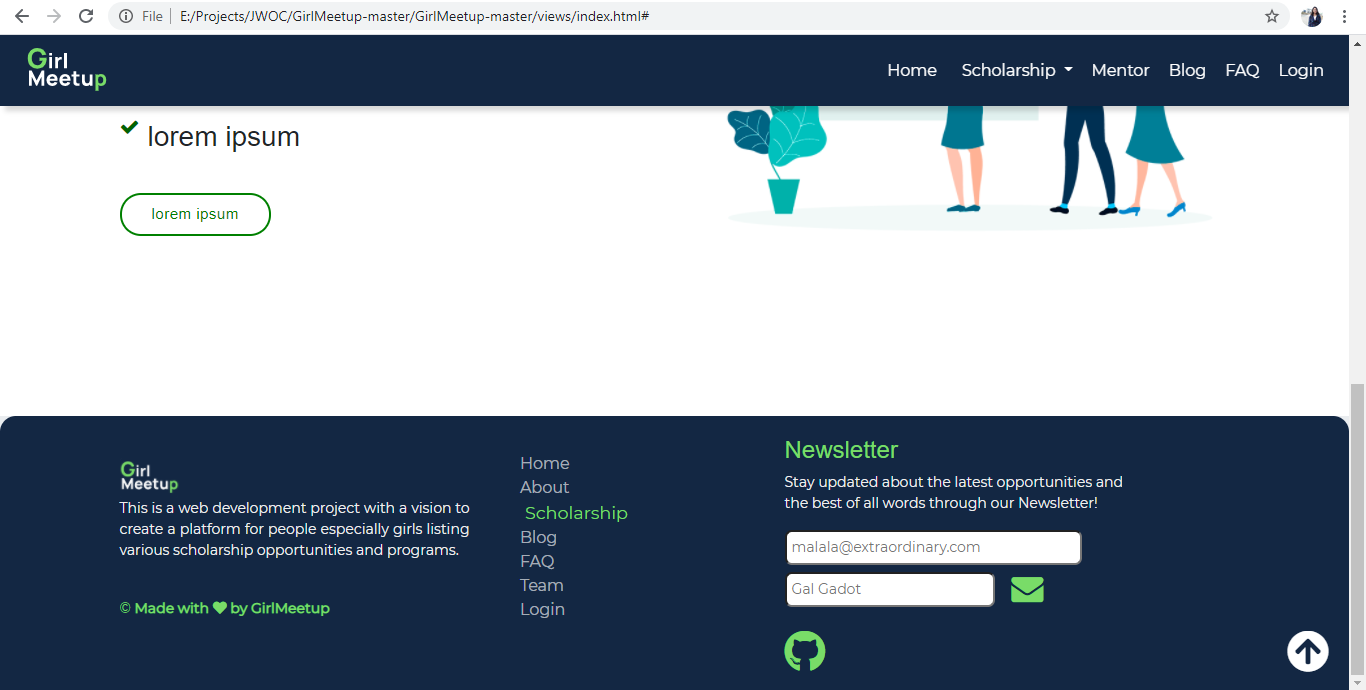 File
E:/Projects/JWOC/GirlMeetup-master/GirlMeetup-master/views/index.html#
Girl
Meetup
Home Scholarship Mentor Blog FAQ Login
lorem ipsum
lorem ipsum
Girl
Meetup
This is a web development project with a vision to
create a platform for people especially girls listing
various scholarship opportunities and programs.
© Made with ♥ by GirlMeetup
Home
About
Scholarship
Blog
FAQ
Team
Login
Newsletter
Stay updated about the latest opportunities and
the best of all words through our Newsletter!
malala@extraordinary.com
Gal Gadot